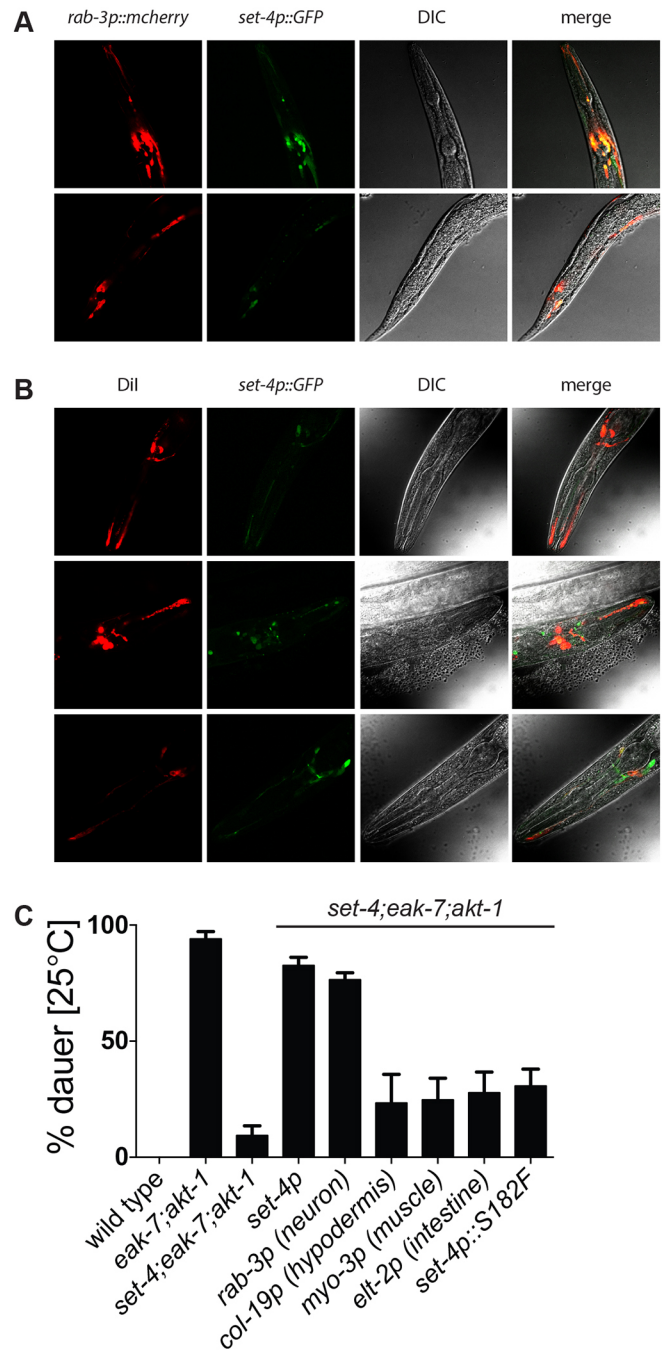 A
rab-3p::mcherry set-4p::GFP DIC merge
B
DiI set-4p::GFP DIC merge
C
set-4;eak-7;akt-1
% dauer [25°C]
100
50
0
wild type
eak-7;akt-1
set-4;eak-7;akt-1
set-4p
rab-3p (neuron)
col-19p (hypodermis)
myo-3p (muscle)
elt-2p (intestine)
set-4p::S182F